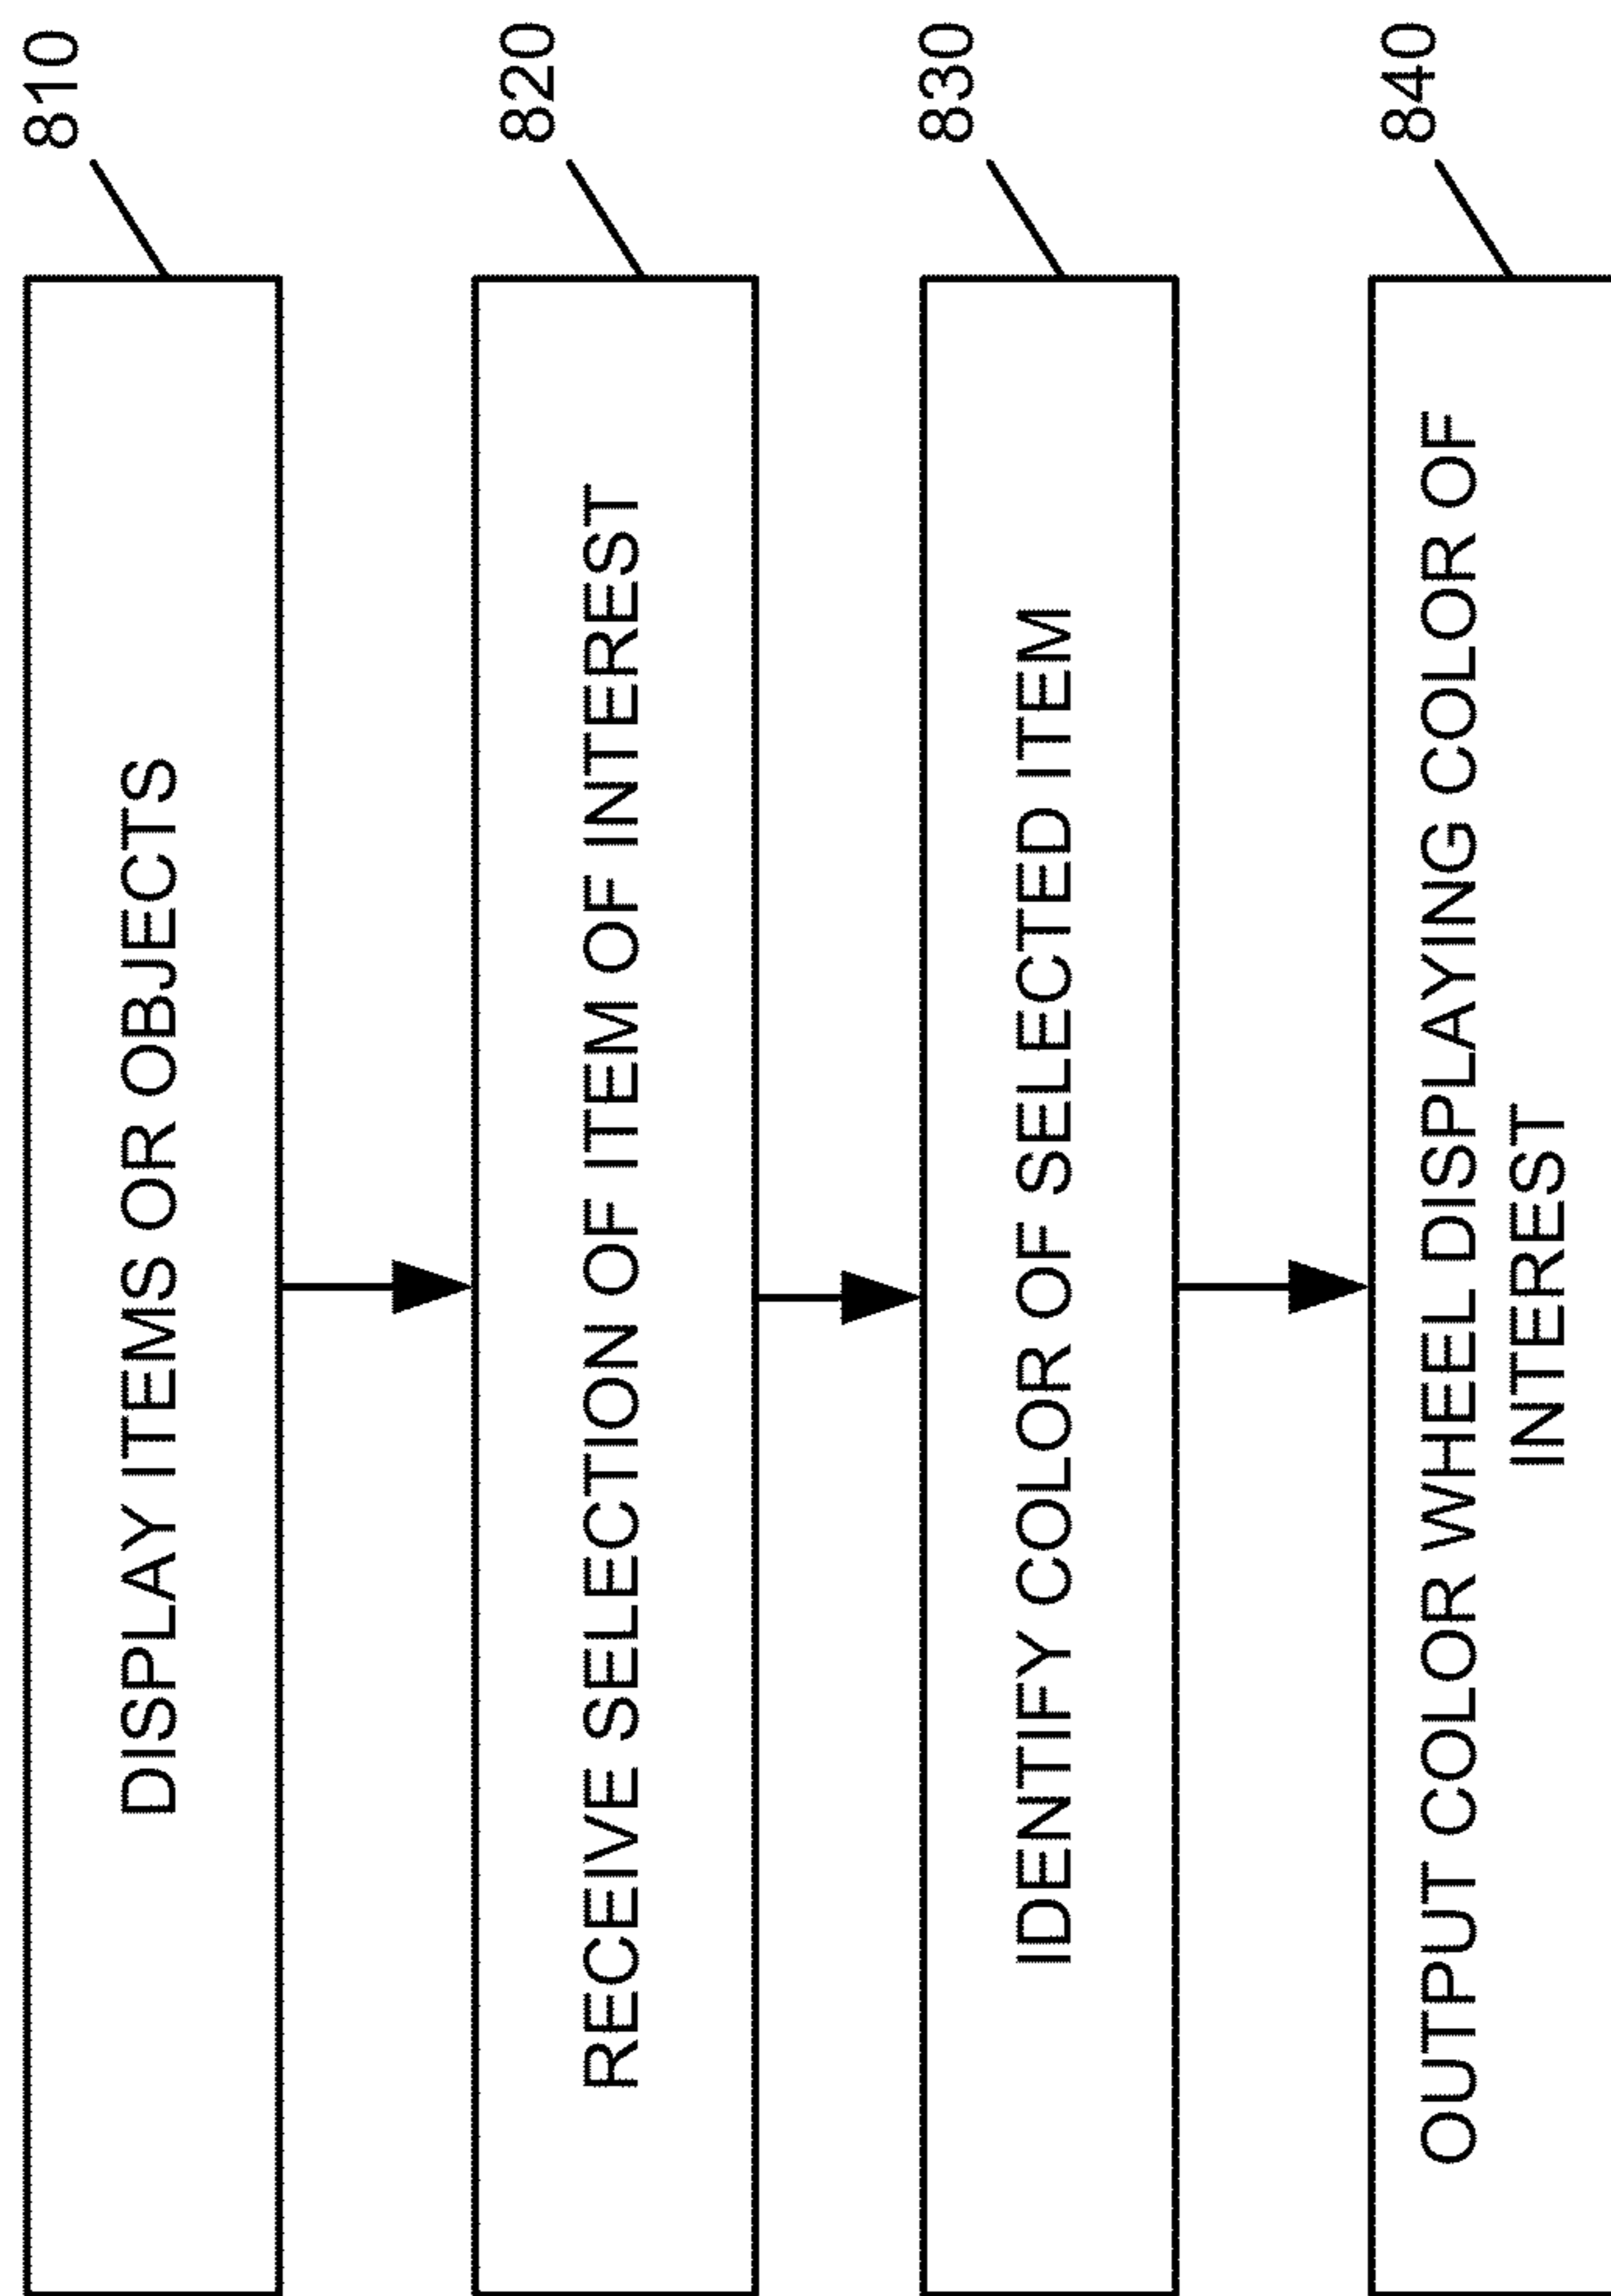 810
DISPLAY ITEMS OR OBJECTS
820
RECEIVE SELECTION OF ITEM OF INTEREST
830
IDENTIFY COLOR OF SELECTED ITEM
840
OUTPUT COLOR WHEEL DISPLAYING COLOR OF
INTEREST